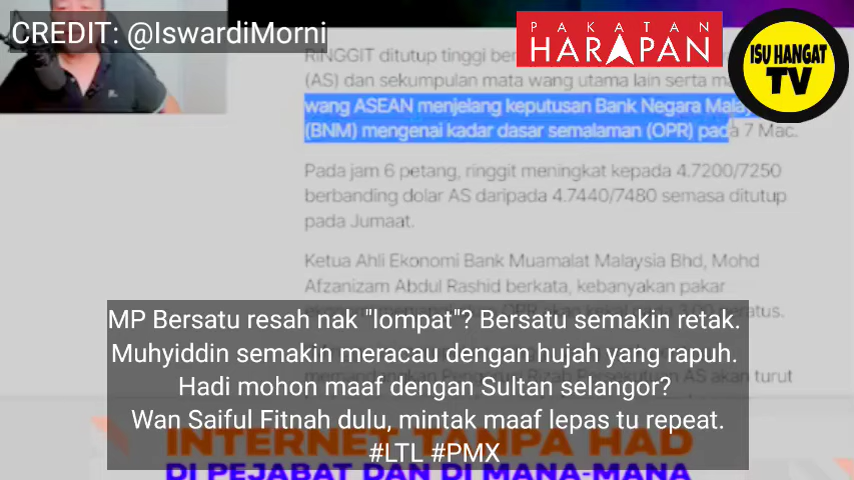 CREDIT: @IswardiMorni
PAKATAN
HARAPAN
ISU HANGAT
TV
RINGGIT ditutup tinggi
(AS) dan sekumpulan mata wang utama lain serta
wang ASEAN menjelang keputusan Bank Negara
(BNM) mengenai kadar dasar semalaman (OPR) pada 7 Mac.
Pada jam 6 petang, ringgit meningkat kepada 4.7200/7250
berbanding dolar AS daripada 4.7440/7480 semasa ditutup
pada Jumaat.
Ketua Ahli Ekonomi Bank Muamalat Malaysia Bhd, Mohd
Afzanizam Abdul Rashid berkata, kebanyakan pakar
MP Bersatu resah nak "lompat"? Bersatu semakin retak.
Muhyiddin semakin meracau dengan hujah yang rapuh.
Hadi mohon maaf dengan Sultan selangor?
Wan Saiful Fitnah dulu, mintak maaf lepas tu repeat.
#LTL #PMX
INTERNET TANPA HAD
DI PEJABAT DAN DI MANA-MANA